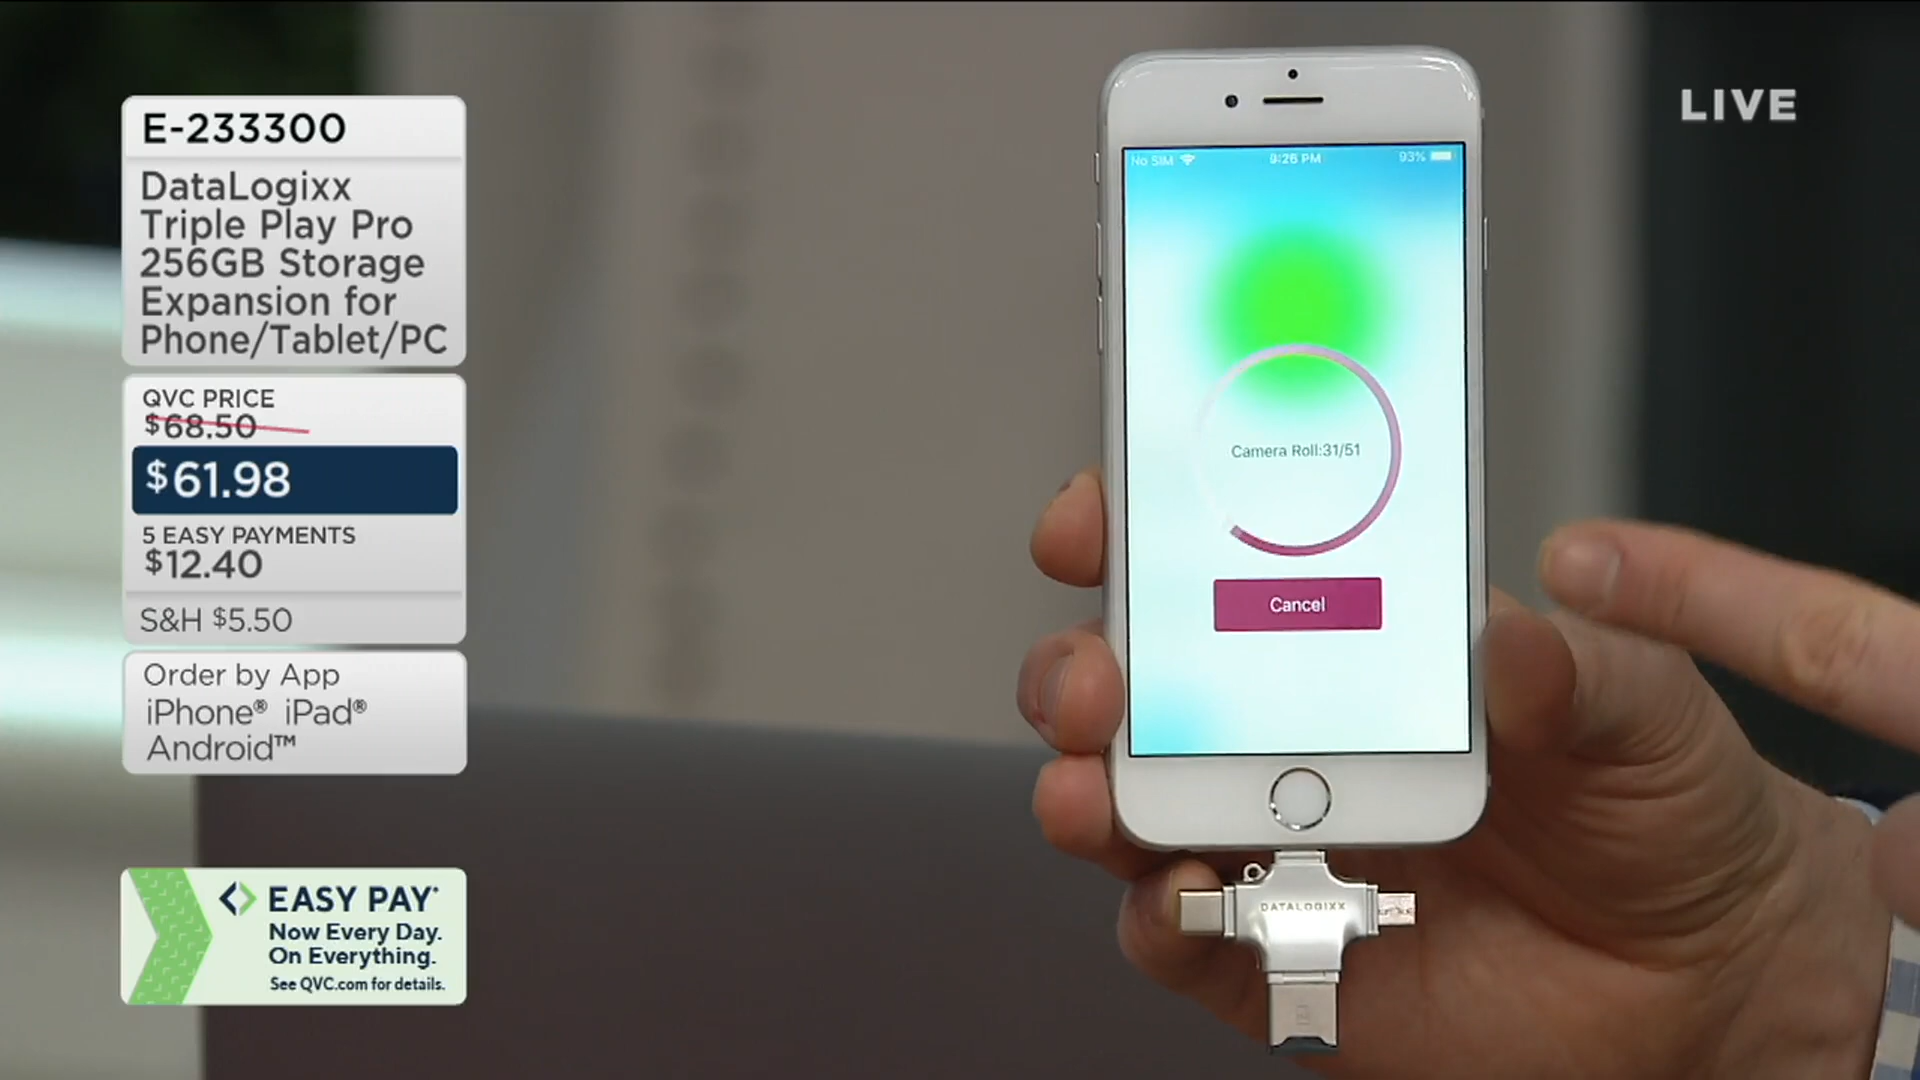 E-233300
DataLogixx
Triple Play Pro
256GB Storage
Expansion for
Phone/Tablet/PC
QVC PRICE
$68.50
$61.98
5 EASY PAYMENTS
$12.40
S&H $5.50
Order by App
iPhone® iPad®
Android™
EASY PAY*
Now Every Day.
On Everything.
See QVC.com for details.
LIVE
No SIM 9:26 PM 93%
Camera Roll:31/51
Cancel
DATALOGIXX